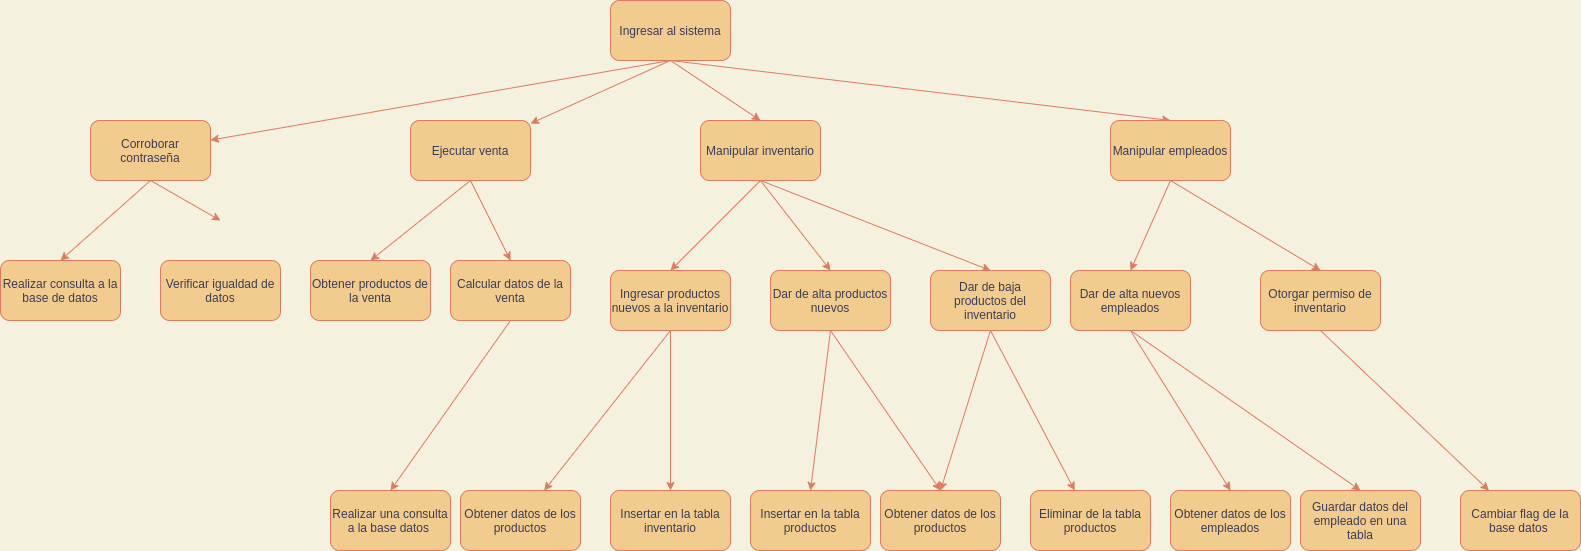 Ingresar al sistema
Corroborar
contraseña
Ejecutar venta
Manipular inventario
Manipular empleados
Realizar consulta a la
base de datos
Verificar igualdad de
datos
Obtener productos de
la venta
Calcular datos de la
venta
Ingresar productos
nuevos a la inventario
Dar de alta productos
nuevos
Dar de baja
productos del
inventario
Dar de alta nuevos
empleados
Otorgar permiso de
inventario
Realizar una consulta
a la base datos
Obtener datos de los
productos
Insertar en la tabla
inventario
Insertar en la tabla
productos
Obtener datos de los
productos
Eliminar de la tabla
productos
Obtener datos de los
empleados
Guardar datos del
empleado en una
tabla
Cambiar flag de la
base datos